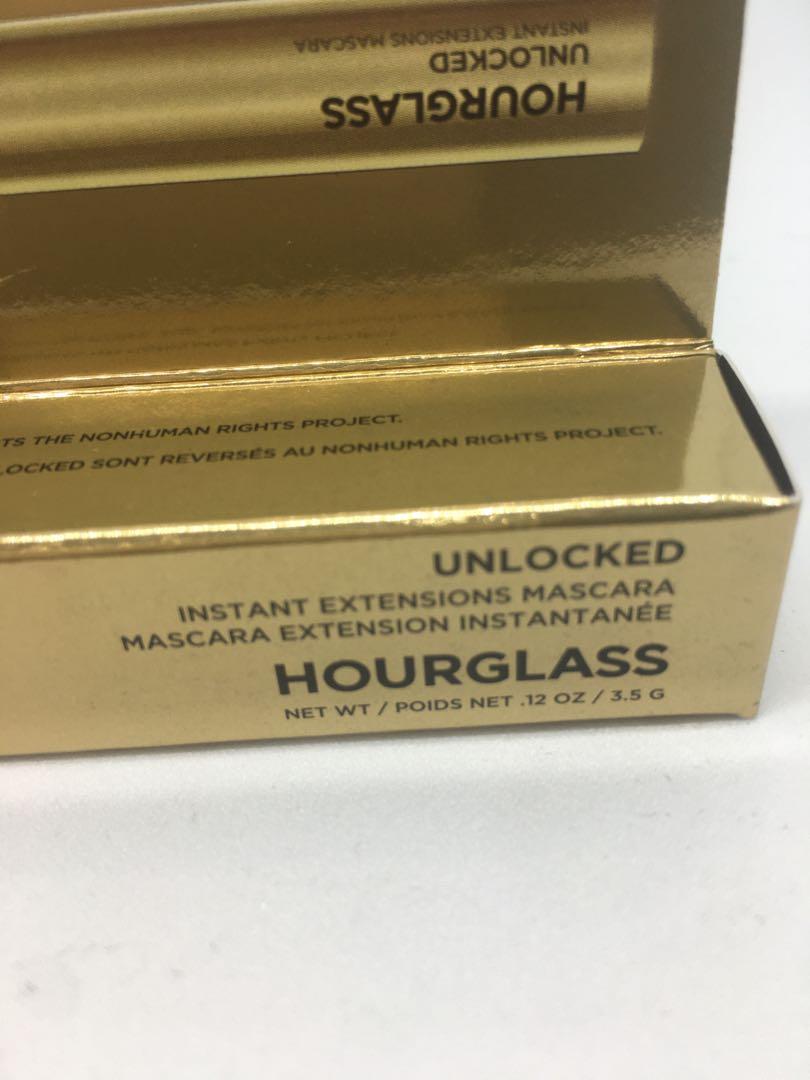 HOURGLASS
UNLOCKED
INSTANT EXTENSIONS MASCARA
TS THE NONHUMAN RIGHTS PROJECT.
LOCKED SONT REVERSÉS AU NONHUMAN RIGHTS PROJECT.
UNLOCKED
INSTANT EXTENSIONS MASCARA
MASCARA EXTENSION INSTANTANÉE
HOURGLASS
NET WT / POIDS NET .12 OZ / 3.5 G